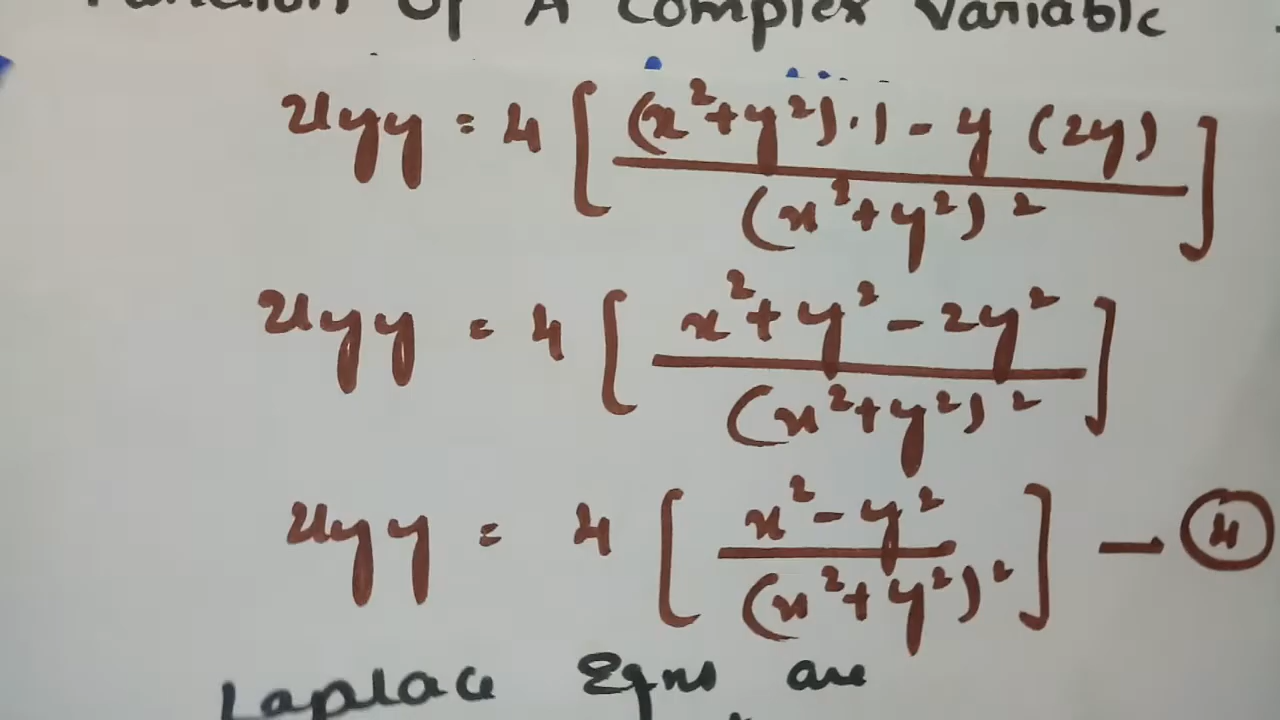 Function Of A Complex Variable
uyy = 4 [ (x²+y²)·1 - y (2y) / (x²+y²)² ]
uyy = 4 [ x²+y² - 2y² / (x²+y²)² ]
uyy = 4 [ x² - y² / (x²+y²)² ] — ④
Laplace Eqns are